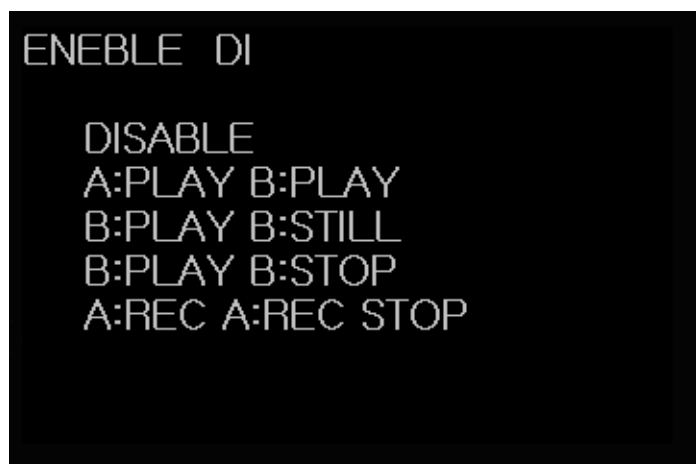 ENEBLE DI
DISABLE
A:PLAY B:PLAY
B:PLAY B:STILL
B:PLAY B:STOP
A:REC A:REC STOP